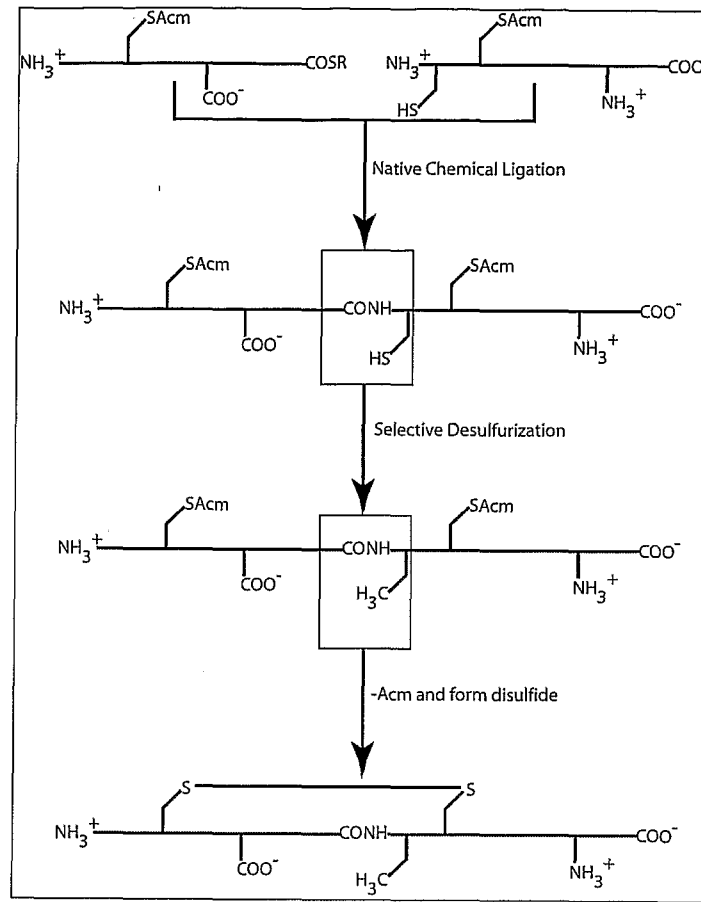 SAcm SAcm
NH3+ COSR NH3+ COO
COO- HS NH3+
Native Chemical Ligation
SAcm SAcm
NH3+ CONH COO-
COO- HS NH3+
Selective Desulfurization
SAcm SAcm
NH3+ CONH COO-
COO- H3C NH3+
-Acm and form disulfide
S S
NH3+ CONH COO-
COO- H3C NH3+